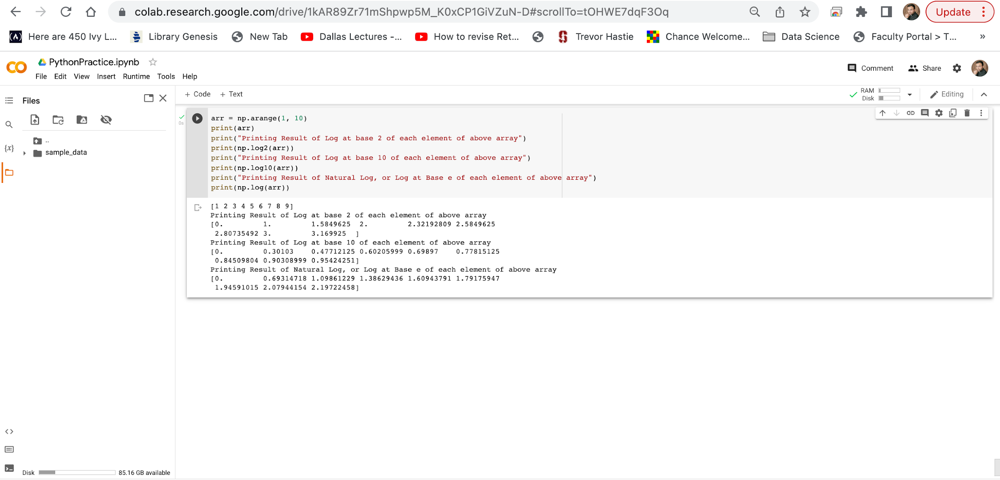 colab.research.google.com/drive/1kAR89Zr71mShpwp5M_K0xCP1GiVZuN-D#scrollTo=tOHWE7dqF3Oq
Update
Here are 450 Ivy L...
Library Genesis
New Tab
Dallas Lectures -...
How to revise Ret...
Trevor Hastie
Chance Welcome...
Data Science
Faculty Portal > T...
»
PythonPractice.ipynb
File Edit View Insert Runtime Tools Help
Comment
Share
Files
+ Code + Text
RAM
Disk
Editing
..
sample_data
{x}
0s
arr = np.arange(1, 10)
print(arr)
print("Printing Result of Log at base 2 of each element of above array")
print(np.log2(arr))
print("Printing Result of Log at base 10 of each element of above array")
print(np.log10(arr))
print("Printing Result of Natural Log, or Log at Base e of each element of above array")
print(np.log(arr))
[1 2 3 4 5 6 7 8 9]
Printing Result of Log at base 2 of each element of above array
[0. 1. 1.5849625 2. 2.32192809 2.5849625
2.80735492 3. 3.169925 ]
Printing Result of Log at base 10 of each element of above array
[0. 0.30103 0.47712125 0.60205999 0.69897 0.77815125
0.84509804 0.90308999 0.95424251]
Printing Result of Natural Log, or Log at Base e of each element of above array
[0. 0.69314718 1.09861229 1.38629436 1.60943791 1.79175947
1.94591015 2.07944154 2.19722458]
Disk 85.16 GB available